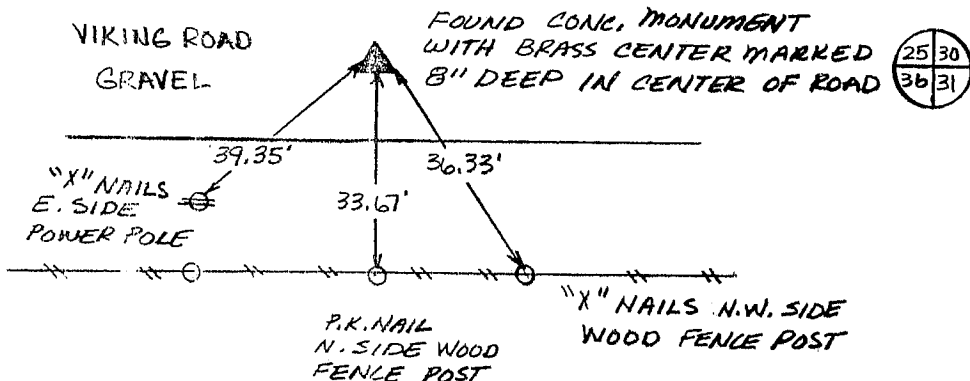 VIKING ROAD
GRAVEL
FOUND CONC. MONUMENT
WITH BRASS CENTER MARKED
8" DEEP IN CENTER OF ROAD
25 30
36 31
39.35'
36.33'
33.67'
"X" NAILS
E. SIDE
POWER POLE
"X" NAILS N.W. SIDE
WOOD FENCE POST
P.K. NAIL
N. SIDE WOOD
FENCE POST